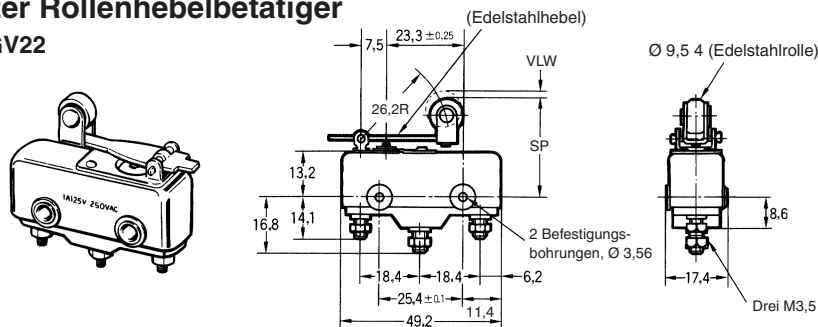 Rollenhebelbetätiger
(Edelstahlhebel)
23,3 ±0,25
7,5
VLW
Ø 9,5 4 (Edelstahlrolle)
26,2R
SP
1A125V 250VAC
13,2
14,1
16,8
8,6
2 Befestigungs-
bohrungen, Ø 3,56
18,4
18,4
6,2
17,4
25,4 ±0,1
11,4
Drei M3,5
49,2